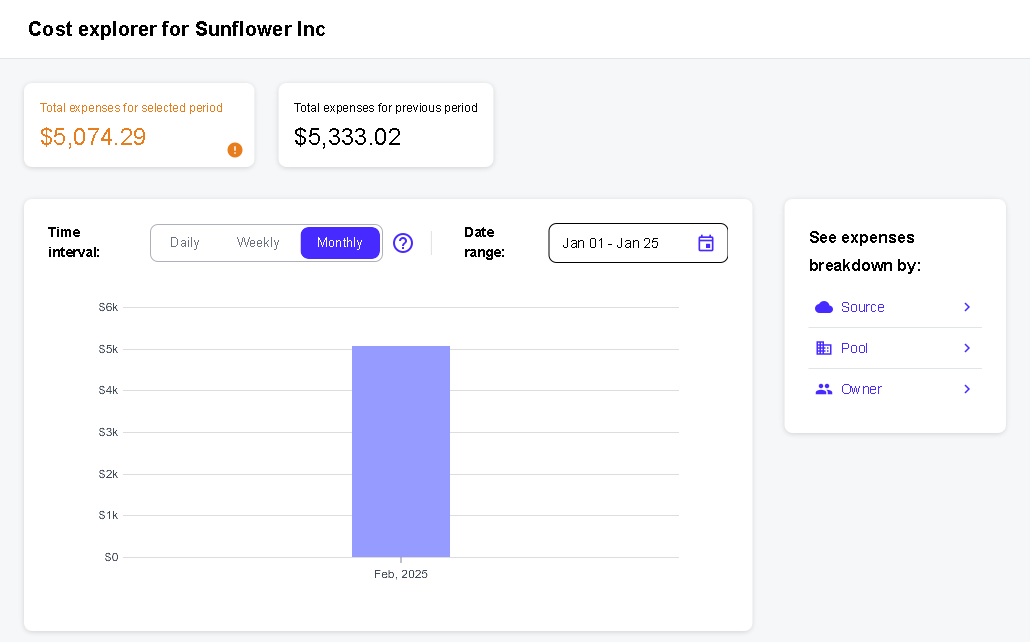 Cost explorer for Sunflower Inc
Total expenses for selected period
$5,074.29
Total expenses for previous period
$5,333.02
Time
interval:
Daily
Weekly
Monthly
Date
range:
Jan 01 - Jan 25
$6k
$5k
$4k
$3k
$2k
$1k
$0
Feb, 2025
See expenses
breakdown by:
Source
Pool
Owner